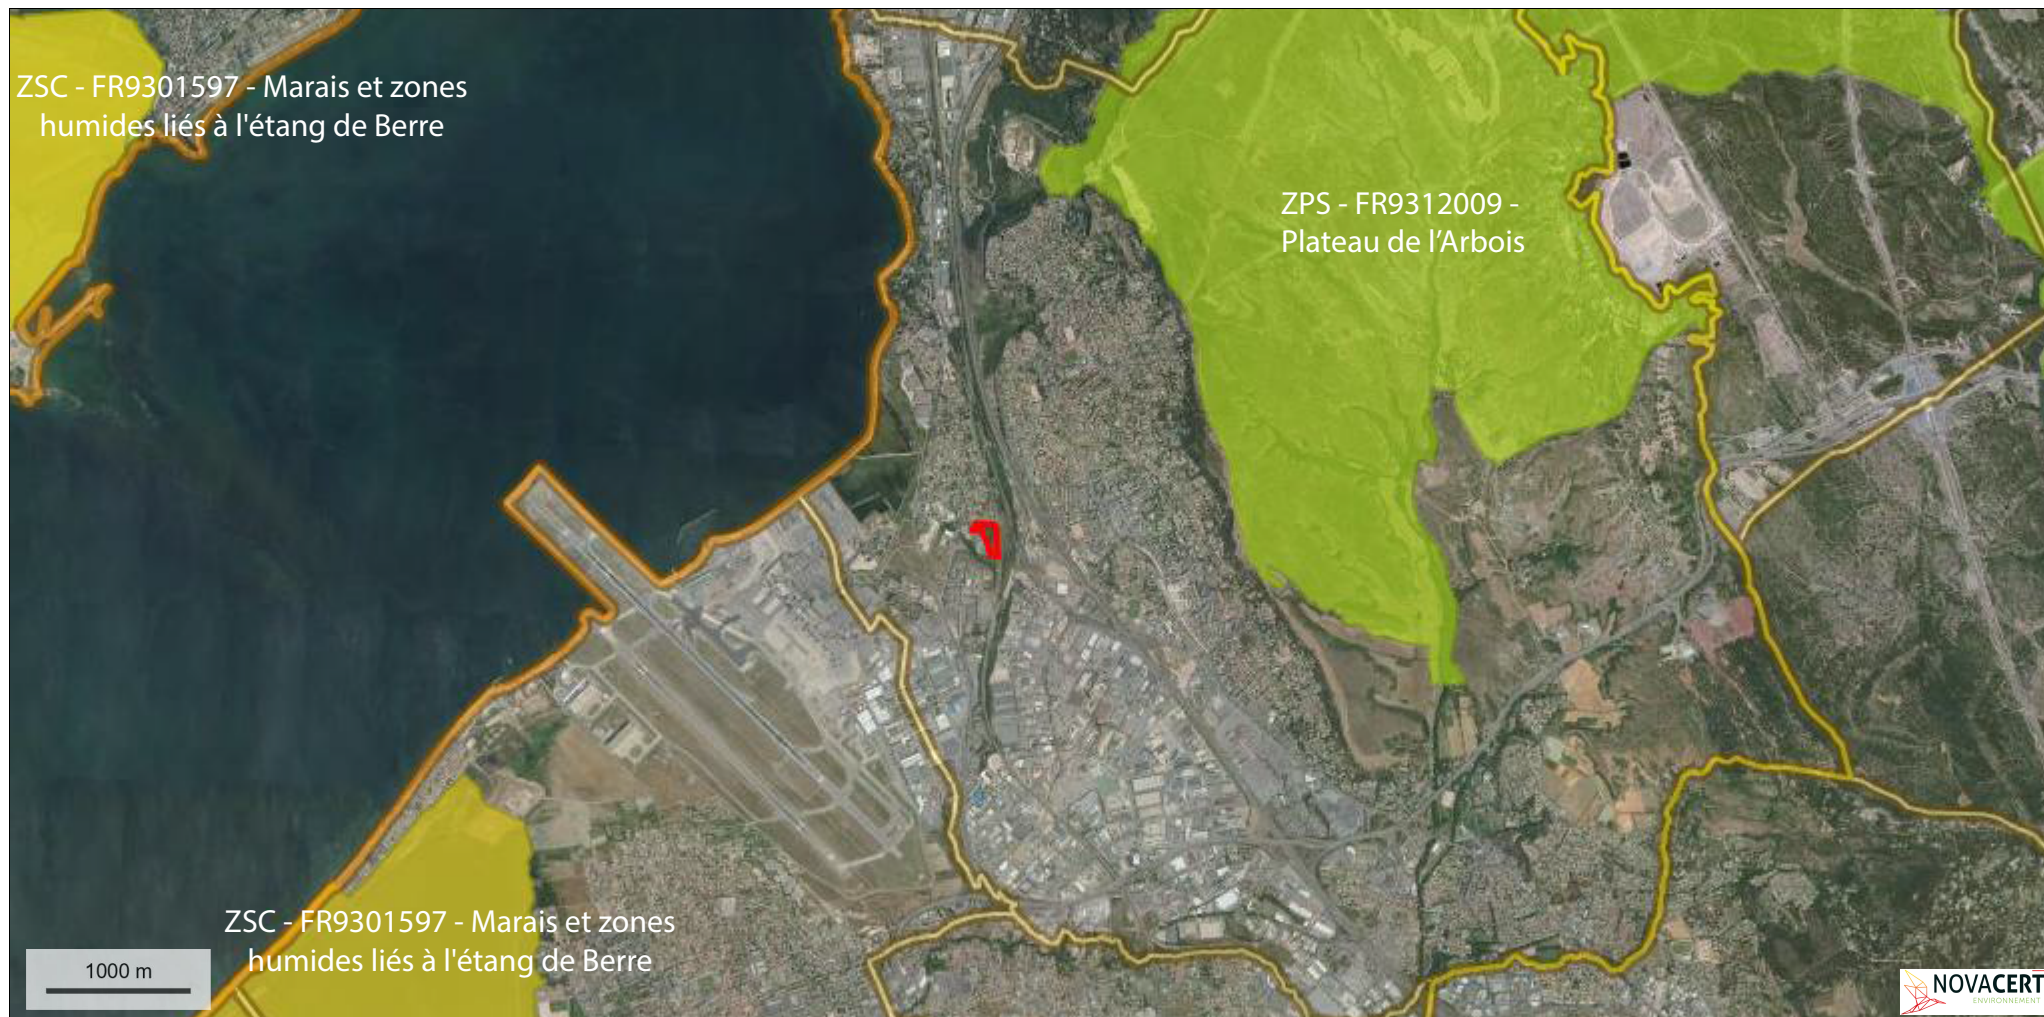 ZSC - FR9301597 - Marais et zones
humides liés à l'étang de Berre
ZPS - FR9312009 -
Plateau de l’Arbois
ZSC - FR9301597 - Marais et zones
humides liés à l'étang de Berre
1000 m
NOVACERT
ENVIRONNEMENT